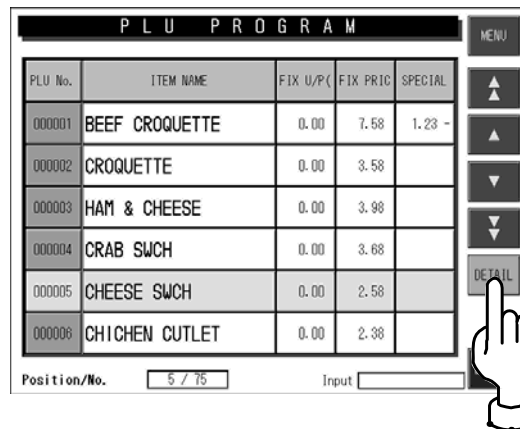 PLU PROGRAM
MENU
PLU No. ITEM NAME FIX U/P( FIX PRIC SPECIAL
000001 BEEF CROQUETTE 0.00 7.58 1.23 -
000002 CROQUETTE 0.00 3.58
000003 HAM & CHEESE 0.00 3.98
000004 CRAB SWCH 0.00 3.68
DETAIL
000005 CHEESE SWCH 0.00 2.58
000006 CHICHEN CUTLET 0.00 2.38
Position/No. 5 / 75 Input